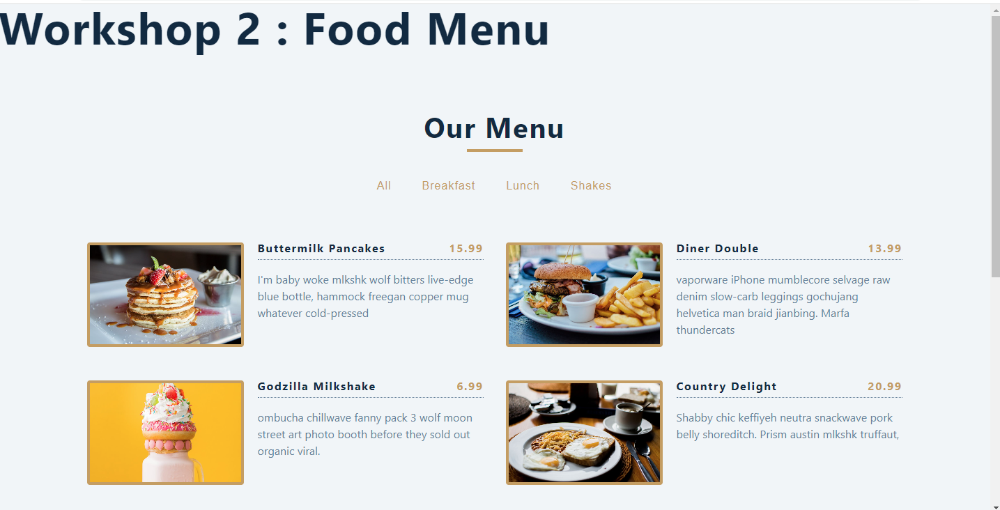 Workshop 2 : Food Menu
Our Menu
All Breakfast Lunch Shakes
Buttermilk Pancakes 15.99
I'm baby woke mlkshk wolf bitters live-edge
blue bottle, hammock freegan copper mug
whatever cold-pressed
Diner Double 13.99
vaporware iPhone mumblecore selvage raw
denim slow-carb leggings gochujang
helvetica man braid jianbing. Marfa
thundercats
Godzilla Milkshake 6.99
ombucha chillwave fanny pack 3 wolf moon
street art photo booth before they sold out
organic viral.
Country Delight 20.99
Shabby chic keffiyeh neutra snackwave pork
belly shoreditch. Prism austin mlkshk truffaut,